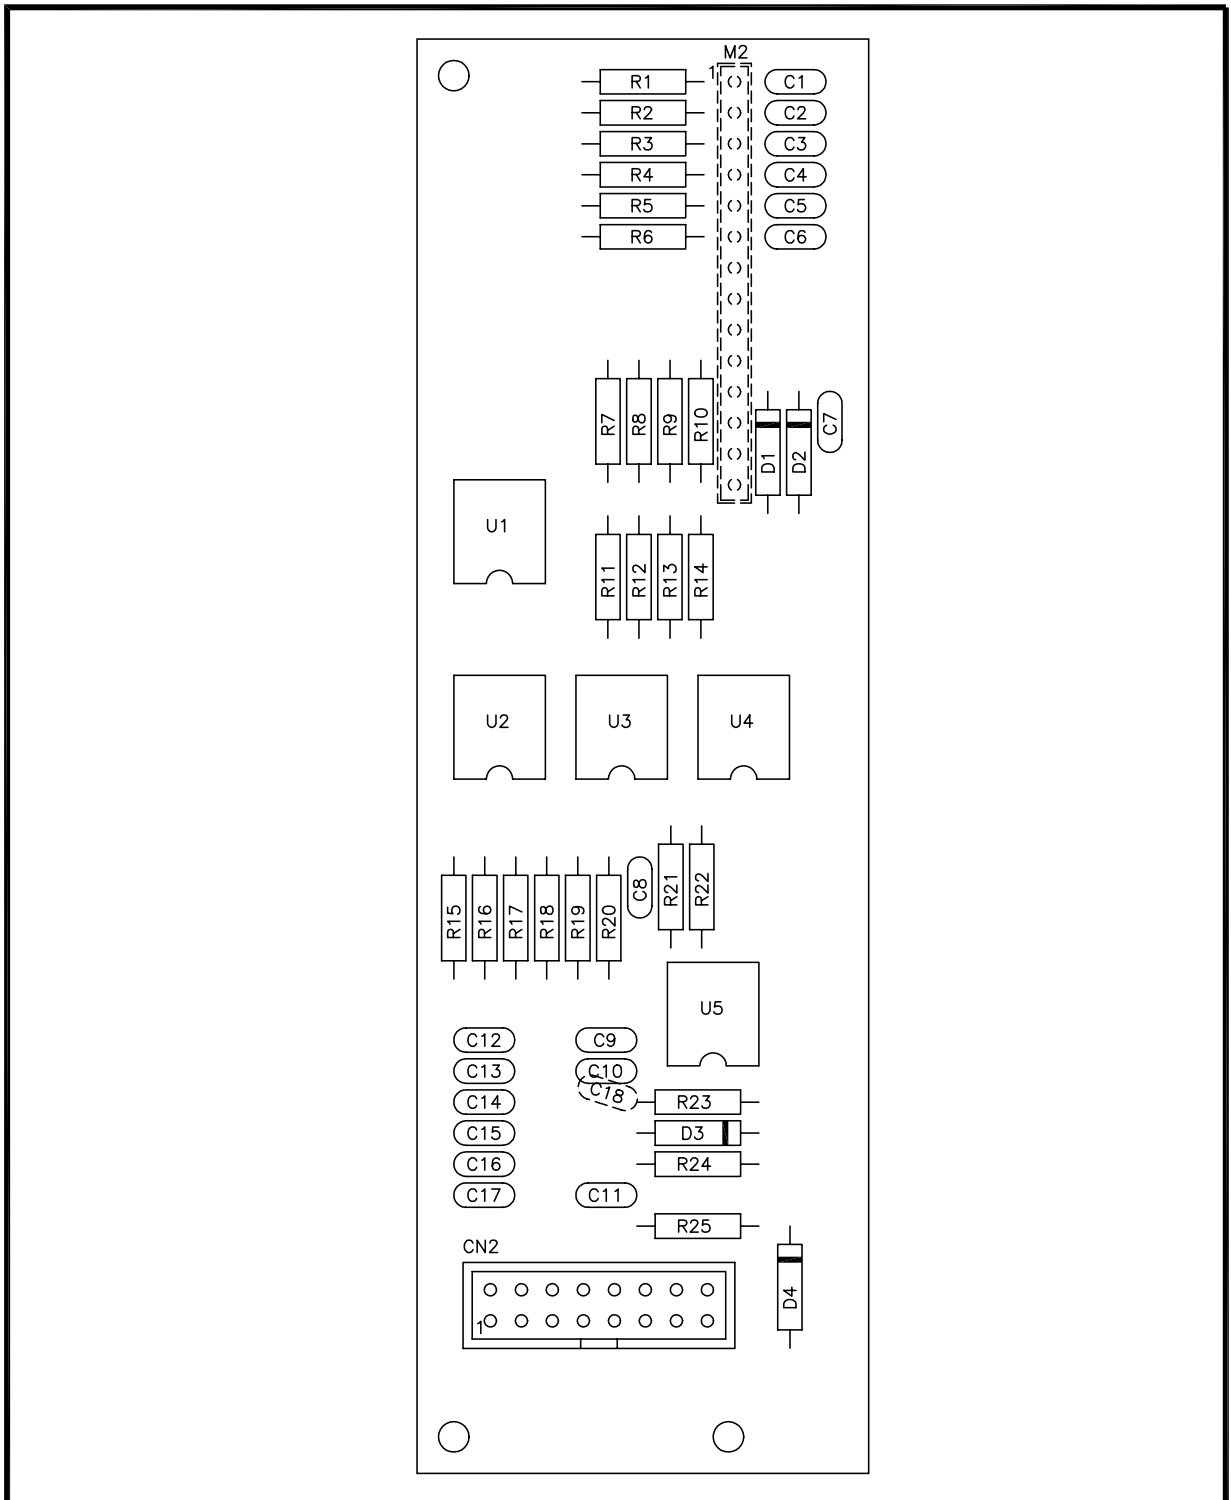 M2
1
R1 C1
R2 C2
R3 C3
R4 C4
R5 C5
R6 C6
R7 R8 R9 R10 D1 D2 C7
U1
R11 R12 R13 R14
U2 U3 U4
C8 R21 R22
R15 R16 R17 R18 R19 R20
U5
C12 C9
C13 C10
C18
C14 R23
C15 D3
C16 R24
C17 C11
R25
CN2
D4
1